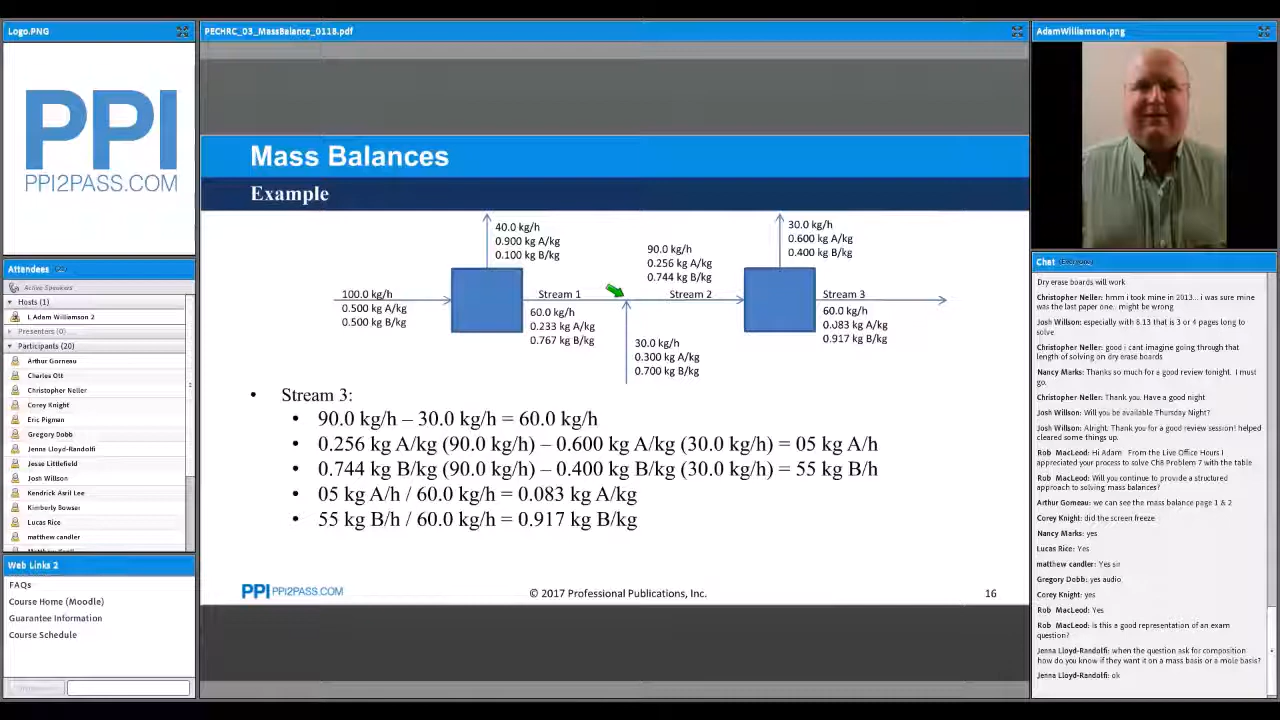 Logo.PNG
PPI
PPI2PASS.COM
Attendees
Active Speakers
Hosts (1)
L Adam Williamson 2
Presenters (0)
Participants (20)
Arthur Gorneau
Charles Ott
Christopher Neller
Corey Knight
Eric Pigman
Gregory Dobb
Jenna Lloyd-Randolfi
Jesse Littlefield
Josh Willson
Kendrick Asril Lee
Kimberly Bowser
Lucas Rice
matthew candler
Web Links 2
FAQs
Course Home (Moodle)
Guarantee Information
Course Schedule
PECHRC_03_MassBalance_0118.pdf
Mass Balances
Example
40.0 kg/h
0.900 kg A/kg
0.100 kg B/kg
90.0 kg/h
0.256 kg A/kg
0.744 kg B/kg
30.0 kg/h
0.600 kg A/kg
0.400 kg B/kg
100.0 kg/h
0.500 kg A/kg
0.500 kg B/kg
Stream 1
60.0 kg/h
0.233 kg A/kg
0.767 kg B/kg
Stream 2
30.0 kg/h
0.300 kg A/kg
0.700 kg B/kg
Stream 3
60.0 kg/h
0.083 kg A/kg
0.917 kg B/kg
• Stream 3:
• 90.0 kg/h – 30.0 kg/h = 60.0 kg/h
• 0.256 kg A/kg (90.0 kg/h) – 0.600 kg A/kg (30.0 kg/h) = 05 kg A/h
• 0.744 kg B/kg (90.0 kg/h) – 0.400 kg B/kg (30.0 kg/h) = 55 kg B/h
• 05 kg A/h / 60.0 kg/h = 0.083 kg A/kg
• 55 kg B/h / 60.0 kg/h = 0.917 kg B/kg
PPI PPI2PASS.COM
© 2017 Professional Publications, Inc.
16
AdamWilliamson.png
Chat (Everyone)
Dry erase boards will work
Christopher Neller: hmm i took mine in 2013... i was sure mine
was the last paper one.. might be wrong
Josh Wilson: especially with 8.13 that is 3 or 4 pages long to
solve
Christopher Neller: good i cant imagine going through that
length of solving on dry erase boards
Nancy Marks: Thanks so much for a good review tonight. I must
go.
Christopher Neller: Thank you. Have a good night
Josh Wilson: Will you be available Thursday Night?
Josh Wilson: Alright. Thank you for a good review session! helped
cleared some things up.
Rob MacLeod: Hi Adam From the Live Office Hours I
appreciated your process to solve Ch8 Problem 7 with the table
Rob MacLeod: Will you continue to provide a structured
approach to solving mass balances?
Arthur Gorneau: we can see the mass balance page 1 & 2
Corey Knight: did the screen freeze
Nancy Marks: yes
Lucas Rice: Yes
matthew candler: Yes sir
Gregory Dobb: yes audio
Corey Knight: yes
Rob MacLeod: Yes
Rob MacLeod: Is this a good representation of an exam
question?
Jenna Lloyd-Randolfi: when the question ask for composition
how do you know if they want it on a mass basis or a mole basis?
Jenna Lloyd-Randolfi: ok